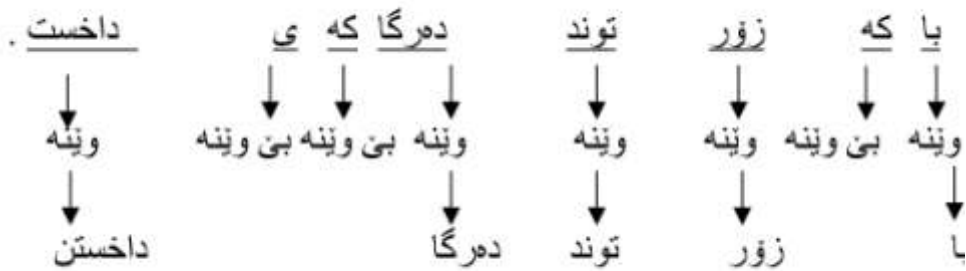 با که زۆر توند دەرگا که ی داخست .
وێنه بێ وێنه وێنه وێنه وێنه بێ وێنه بێ وێنه وێنه
با زۆر توند دەرگا داخستن